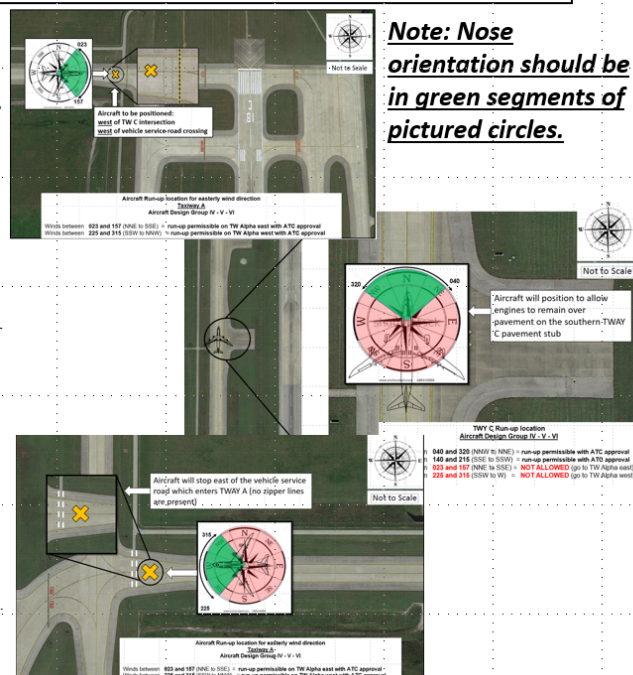 Note: Nose
orientation should be
in green segments of
pictured circles.
023
N
W
157
Not to Scale
Aircraft to be positioned:
west of TW C intersection
west of vehicle service road crossing
Aircraft Run-up location for easterly wind direction
Taxiway A
Aircraft Design Group IV - V - VI
Winds between 023 and 157 (NNE to SSE) = run-up permissible on TW Alpha east with ATC approval
Winds between 225 and 315 (SSW to NNW) = run-up permissible on TW Alpha west with ATC approval
Not to Scale
320
040
N
W
E
S
Aircraft will position to allow
engines to remain over
pavement on the southern TWAY
C pavement stub
TWY C Run-up location
Aircraft Design Group IV - V - VI
040 and 320 (NNW to NNE) = run-up permissible with ATC approval
140 and 215 (SSE to SSW) = run-up permissible with ATC approval
023 and 157 (NNE to SSE) = NOT ALLOWED (go to TW Alpha east)
225 and 315 (SSW to W) = NOT ALLOWED (go to TW Alpha west)
Not to Scale
Aircraft will stop east of the vehicle service
road which enters TWAY A (no zipper lines
are present)
315
N
E
S
225
Aircraft Run-up location for easterly wind direction
Taxiway A
Aircraft Design Group IV - V - VI
Winds between 023 and 157 (NNE to SSE) = run-up permissible on TW Alpha east with ATC approval